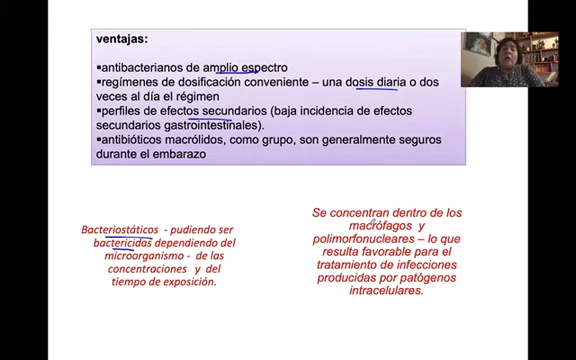 ventajas:
▪antibacterianos de amplio espectro
▪regímenes de dosificación conveniente – una dosis diaria o dos
veces al día el régimen
▪perfiles de efectos secundarios (baja incidencia de efectos
secundarios gastrointestinales).
▪antibióticos macrólidos, como grupo, son generalmente seguros
durante el embarazo
Bacteriostáticos - pudiendo ser
bactericidas dependiendo del
microorganismo - de las
concentraciones y del
tiempo de exposición.
Se concentran dentro de los
macrófagos y
polimorfonucleares – lo que
resulta favorable para el
tratamiento de infecciones
producidas por patógenos
intracelulares.